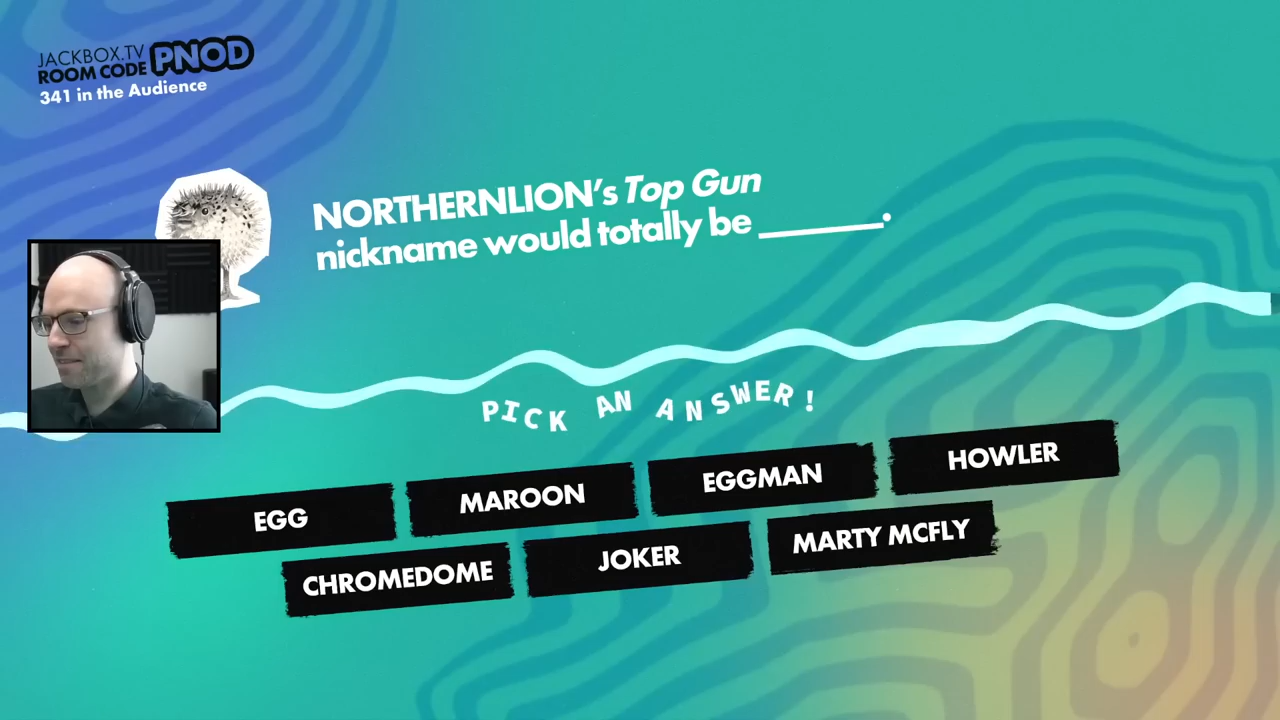 JACKBOX.TV
ROOM CODE PNOD
341 in the Audience
NORTHERNLION's Top Gun
nickname would totally be ________.
PICK AN ANSWER!
EGG
MAROON
EGGMAN
HOWLER
CHROMEDOME
JOKER
MARTY MCFLY